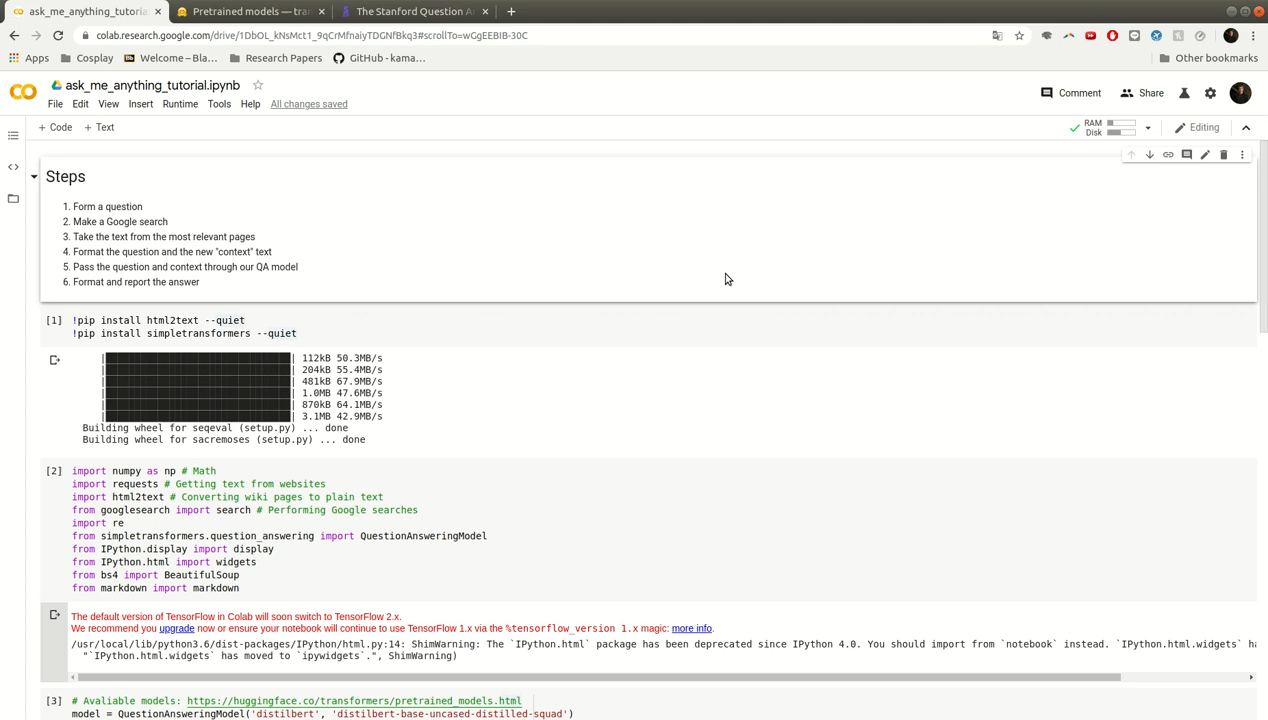 ask_me_anything_tutoria
Pretrained models — tra
The Stanford Question A
colab.research.google.com/drive/1DbOL_kNsMct1_9qCrMfnaiyTDGNfBkq3#scrollTo=wGgEEBIB-30C
Apps
Cosplay
Welcome – Bla…
Research Papers
GitHub - kama…
Other bookmarks
ask_me_anything_tutorial.ipynb
File Edit View Insert Runtime Tools Help All changes saved
Comment
Share
+ Code + Text
RAM
Disk
Editing
Steps
1. Form a question
2. Make a Google search
3. Take the text from the most relevant pages
4. Format the question and the new "context" text
5. Pass the question and context through our QA model
6. Format and report the answer
[1] !pip install html2text --quiet
!pip install simpletransformers --quiet
112kB 50.3MB/s
204kB 55.4MB/s
481kB 67.9MB/s
1.0MB 47.6MB/s
870kB 64.1MB/s
3.1MB 42.9MB/s
Building wheel for seqeval (setup.py) ... done
Building wheel for sacremoses (setup.py) ... done
[2] import numpy as np # Math
import requests # Getting text from websites
import html2text # Converting wiki pages to plain text
from googlesearch import search # Performing Google searches
import re
from simpletransformers.question_answering import QuestionAnsweringModel
from IPython.display import display
from IPython.html import widgets
from bs4 import BeautifulSoup
from markdown import markdown
The default version of TensorFlow in Colab will soon switch to TensorFlow 2.x.
We recommend you upgrade now or ensure your notebook will continue to use TensorFlow 1.x via the %tensorflow_version 1.x magic: more info.
/usr/local/lib/python3.6/dist-packages/IPython/html.py:14: ShimWarning: The `IPython.html` package has been deprecated since IPython 4.0. You should import from `notebook` instead. `IPython.html.widgets` ha
"`IPython.html.widgets` has moved to `ipywidgets`.", ShimWarning)
[3] # Avaliable models: https://huggingface.co/transformers/pretrained_models.html
model = QuestionAnsweringModel('distilbert', 'distilbert-base-uncased-distilled-squad')